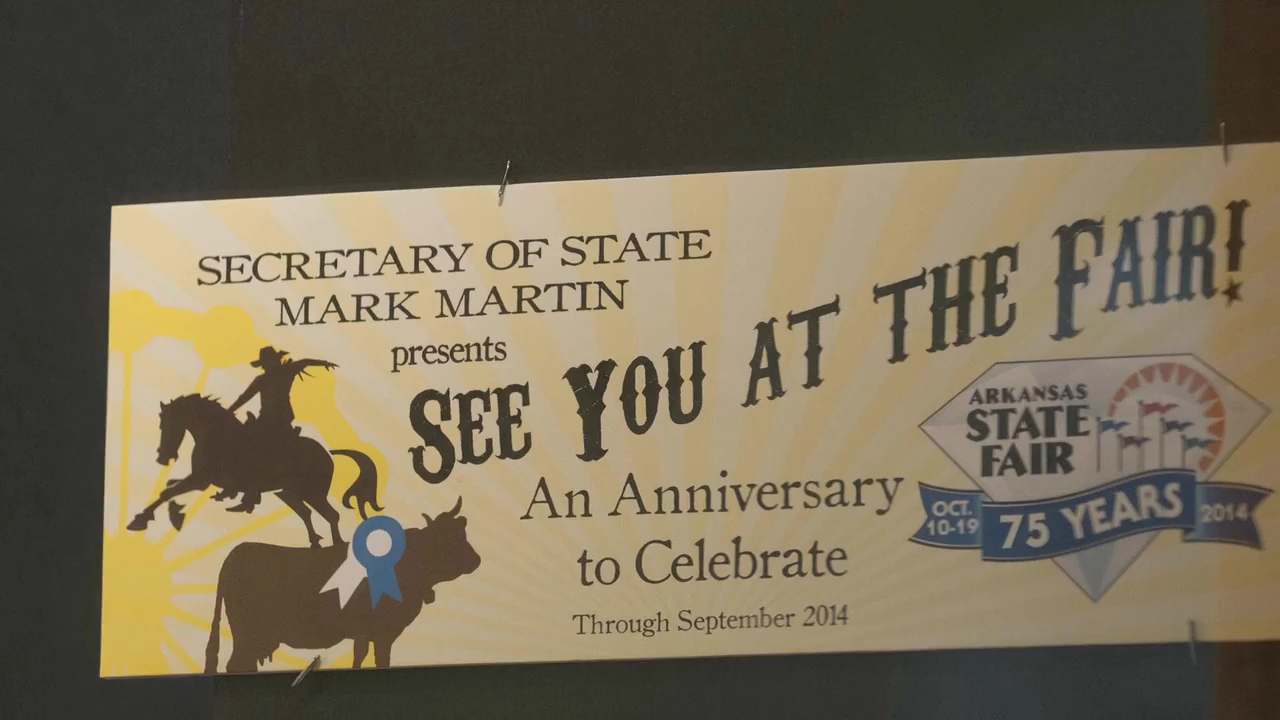 SECRETARY OF STATE
MARK MARTIN
presents
SEE YOU AT THE FAIR!
An Anniversary
to Celebrate
Through September 2014
ARKANSAS
STATE
FAIR
OCT.
10-19
75 YEARS
2014